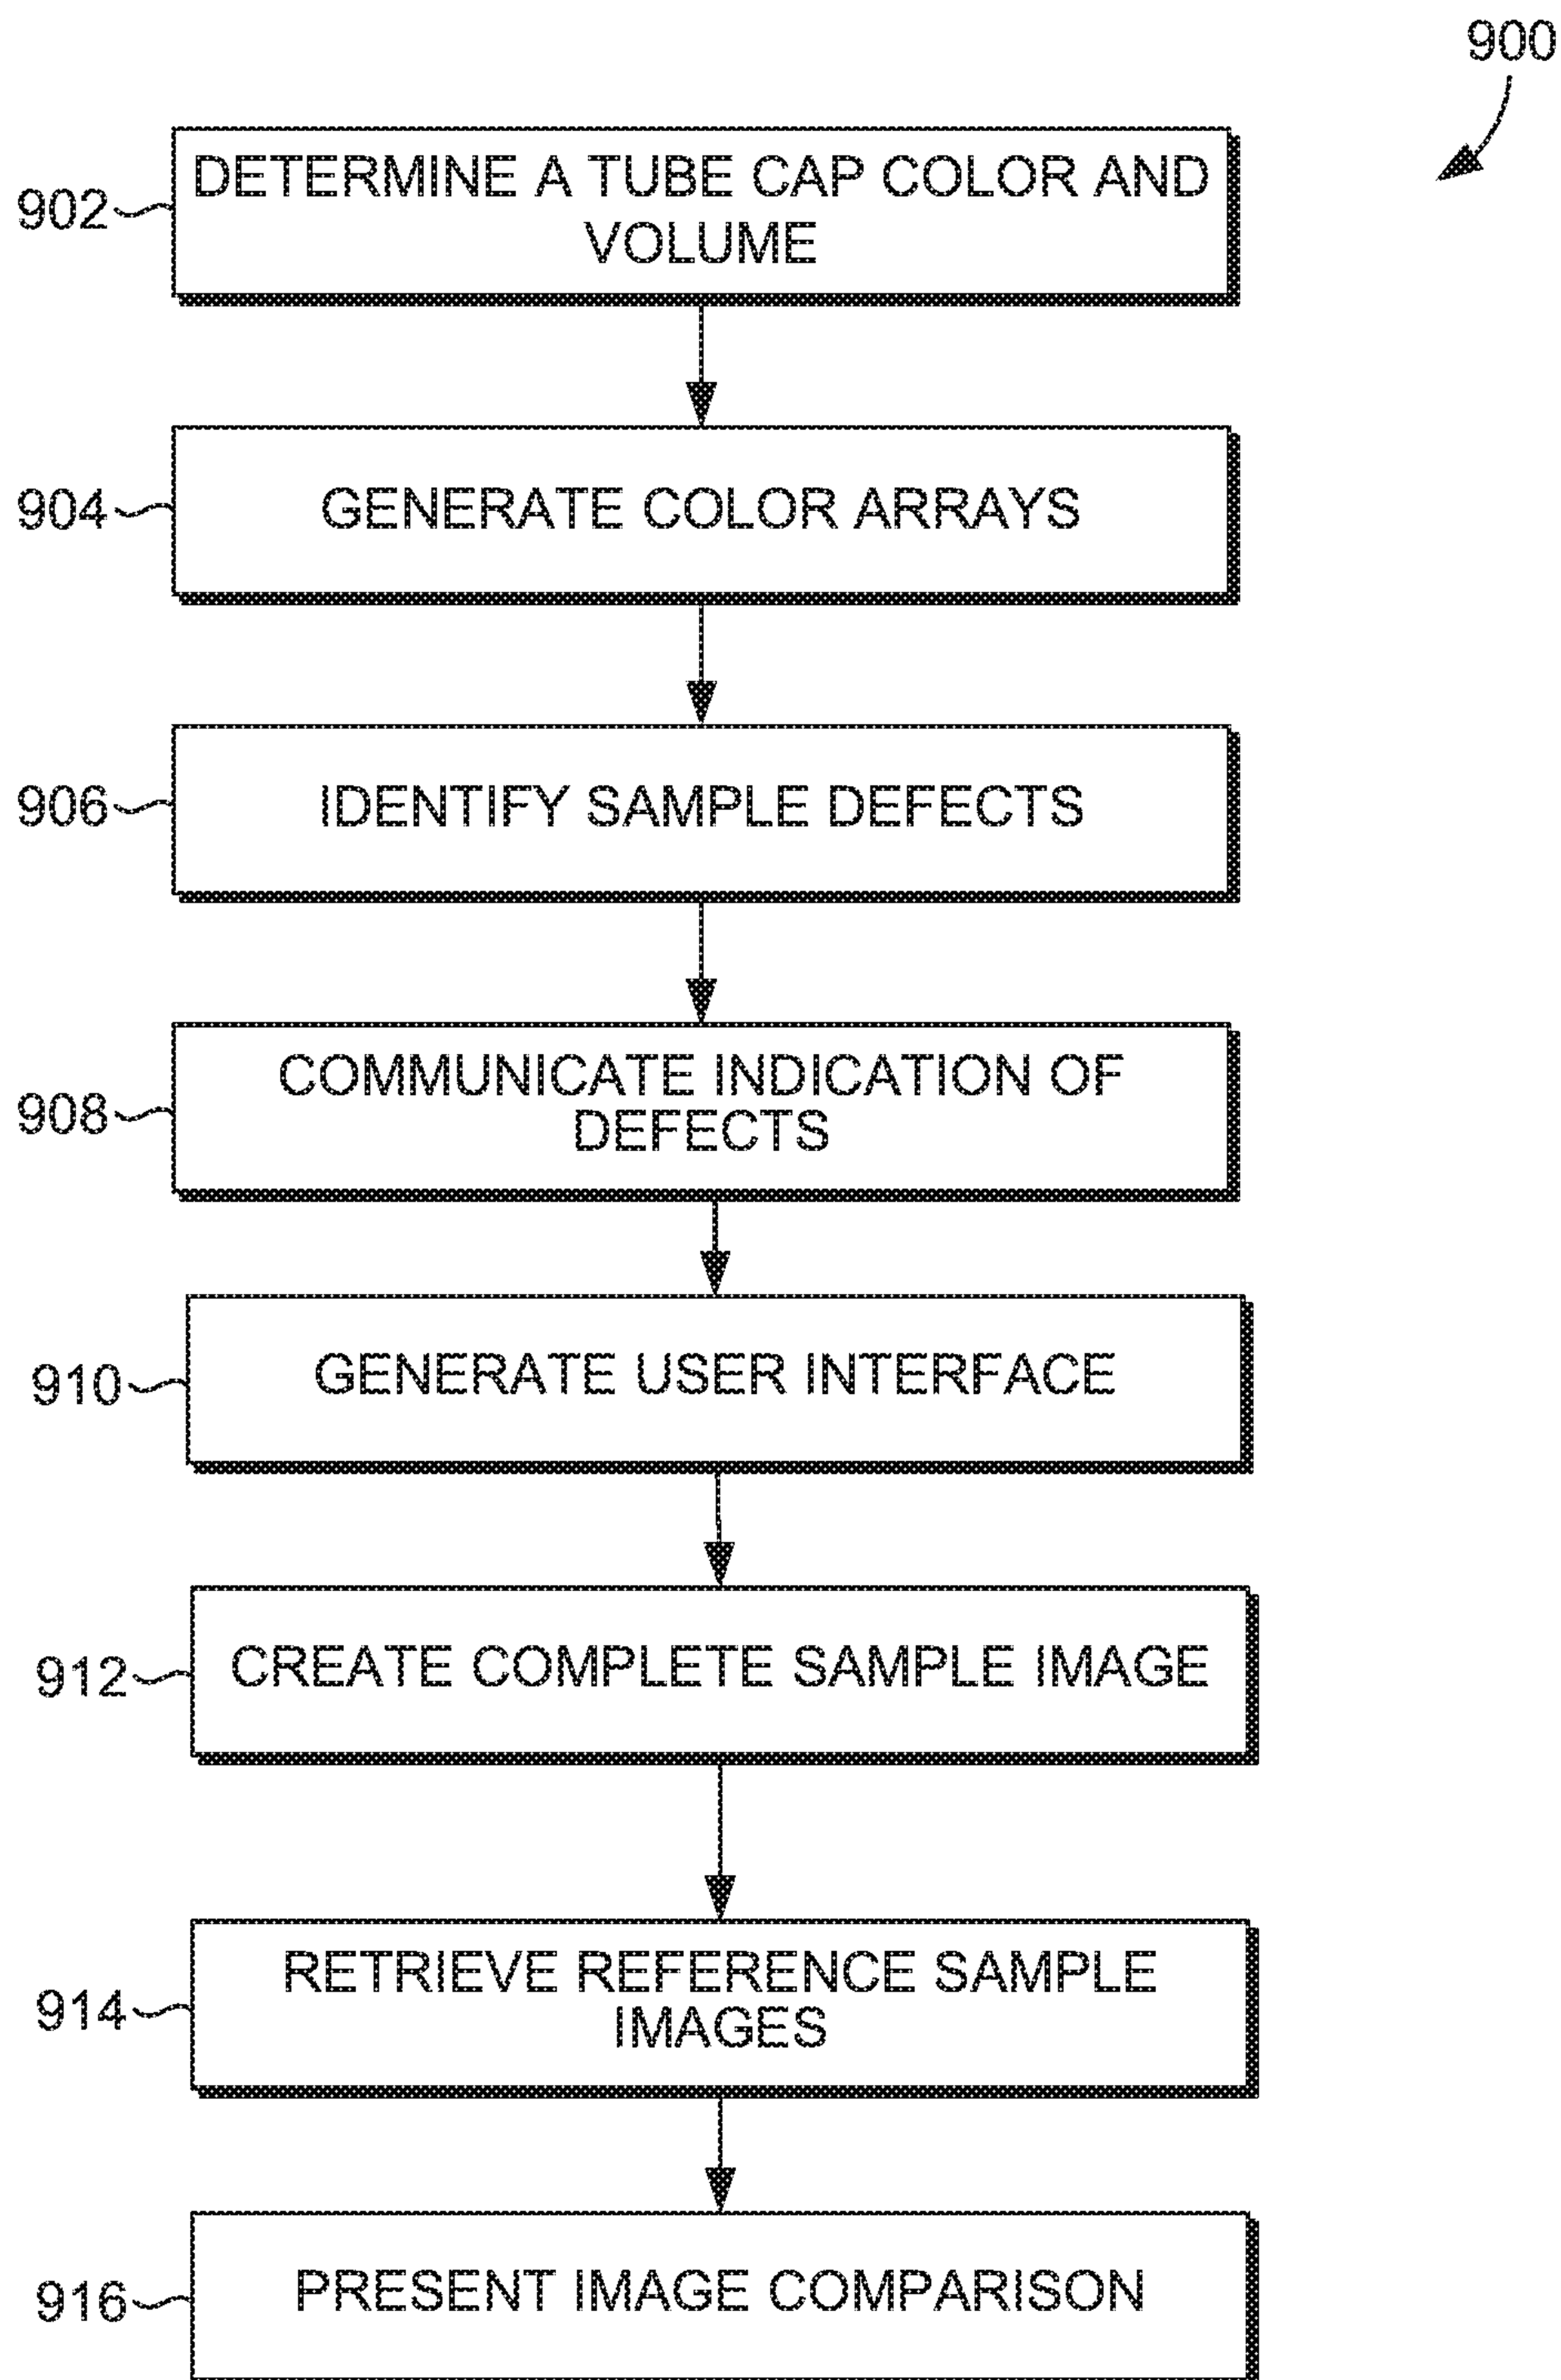 900
902
DETERMINE A TUBE CAP COLOR AND
VOLUME
904
GENERATE COLOR ARRAYS
906
IDENTIFY SAMPLE DEFECTS
908
COMMUNICATE INDICATION OF
DEFECTS
910
GENERATE USER INTERFACE
912
CREATE COMPLETE SAMPLE IMAGE
914
RETRIEVE REFERENCE SAMPLE
IMAGES
916
PRESENT IMAGE COMPARISON